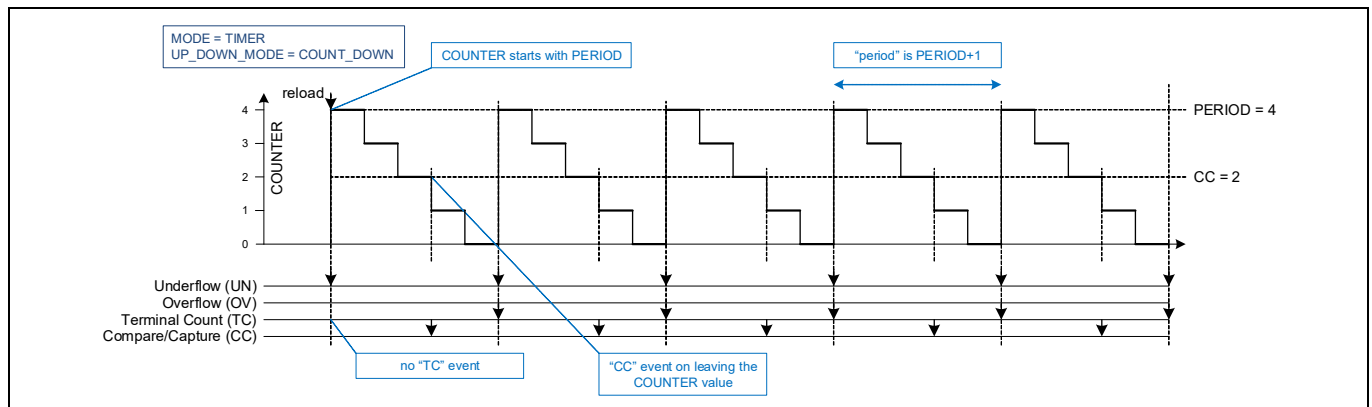 MODE = TIMER
UP_DOWN_MODE = COUNT_DOWN
COUNTER starts with PERIOD
“period” is PERIOD+1
reload
4
3
2
1
0
COUNTER
PERIOD = 4
CC = 2
Underflow (UN)
Overflow (OV)
Terminal Count (TC)
Compare/Capture (CC)
no “TC” event
“CC” event on leaving the
COUNTER value